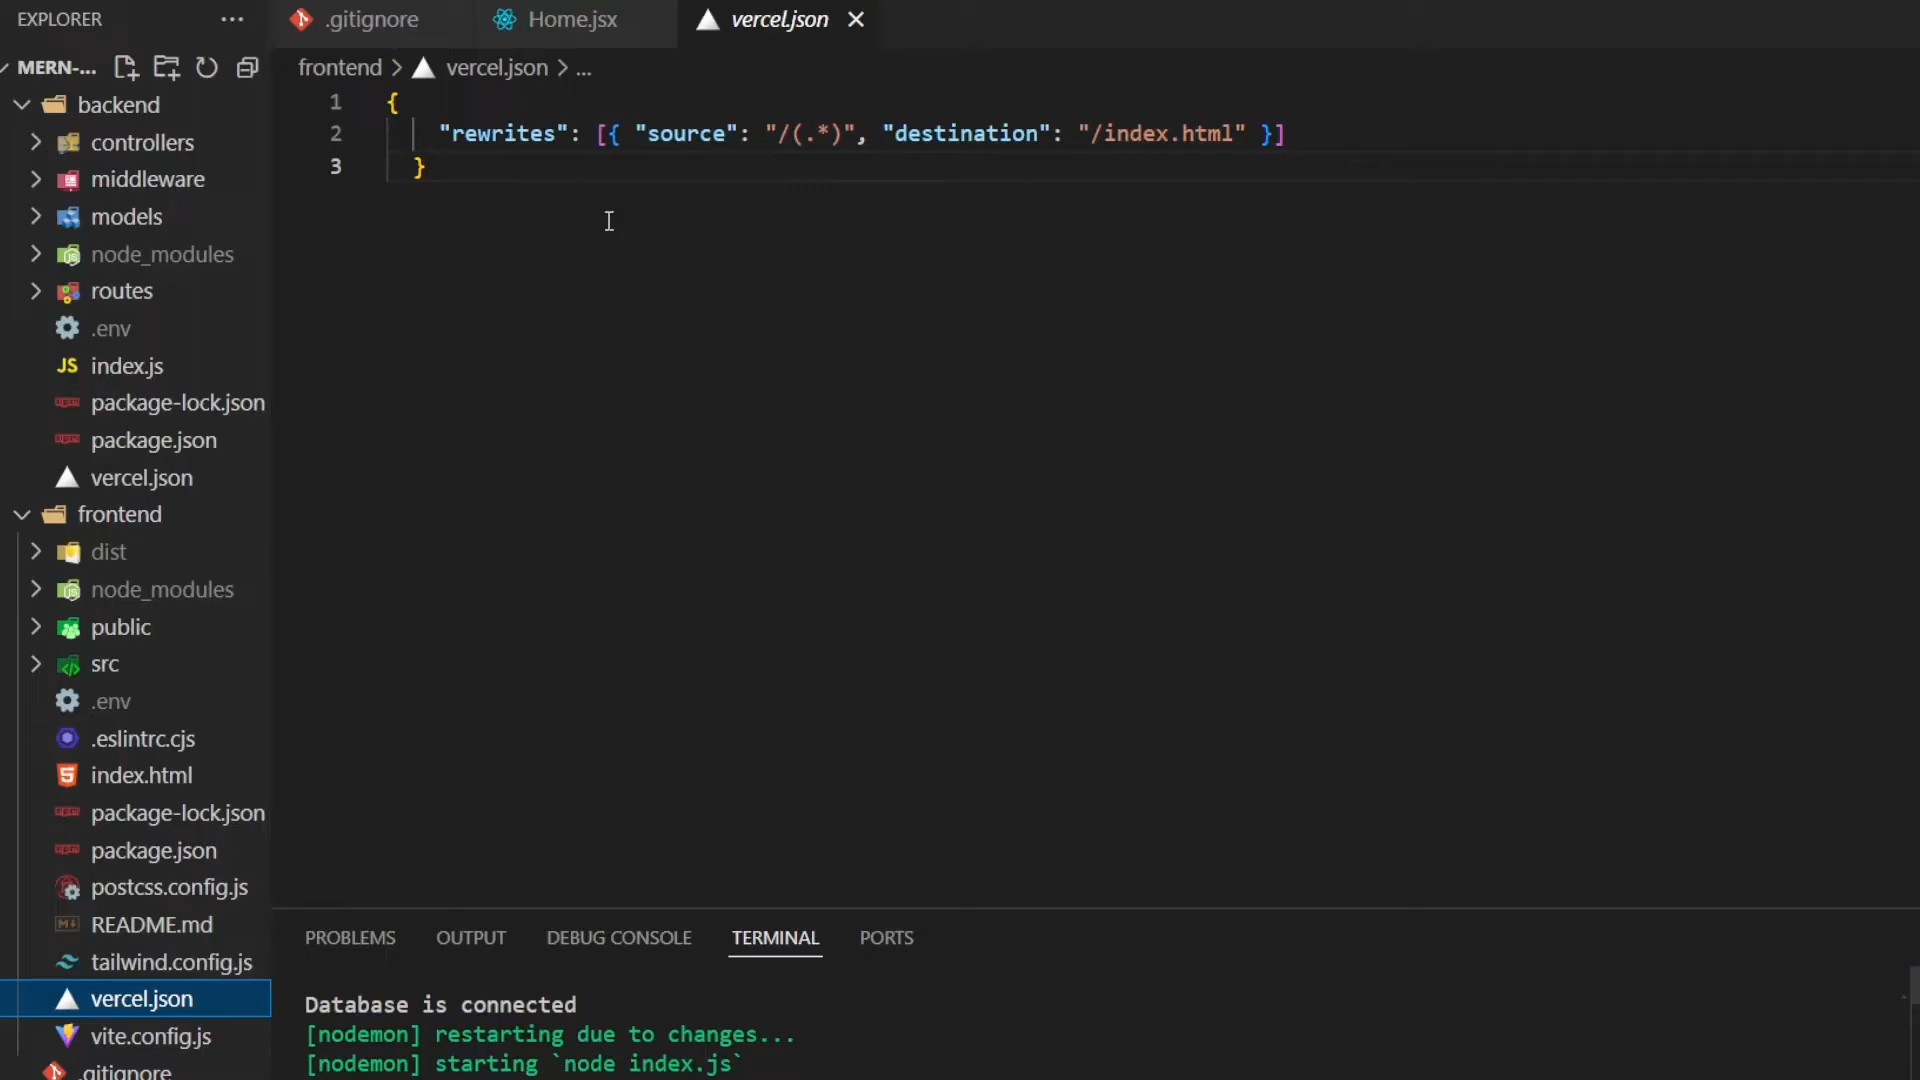 EXPLORER
MERN-...
backend
controllers
middleware
models
node_modules
routes
.env
JS index.js
package-lock.json
package.json
vercel.json
frontend
dist
node_modules
public
src
.env
.eslintrc.cjs
index.html
package-lock.json
package.json
postcss.config.js
README.md
tailwind.config.js
vercel.json
vite.config.js
.gitignore
.gitignore
Home.jsx
vercel.json
frontend > vercel.json > ...
1 {
2 "rewrites": [{ "source": "/(.*)", "destination": "/index.html" }]
3 }
PROBLEMS OUTPUT DEBUG CONSOLE TERMINAL PORTS
Database is connected
[nodemon] restarting due to changes...
[nodemon] starting `node index.js`